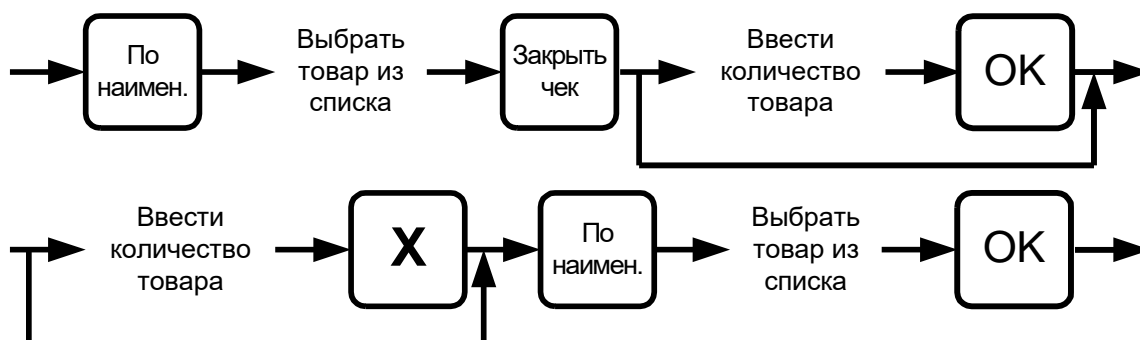 По
наимен.
Выбрать
товар из
списка
Закрыть
чек
Ввести
количество
товара
OK
Ввести
количество
товара
X
По
наимен.
Выбрать
товар из
списка
OK